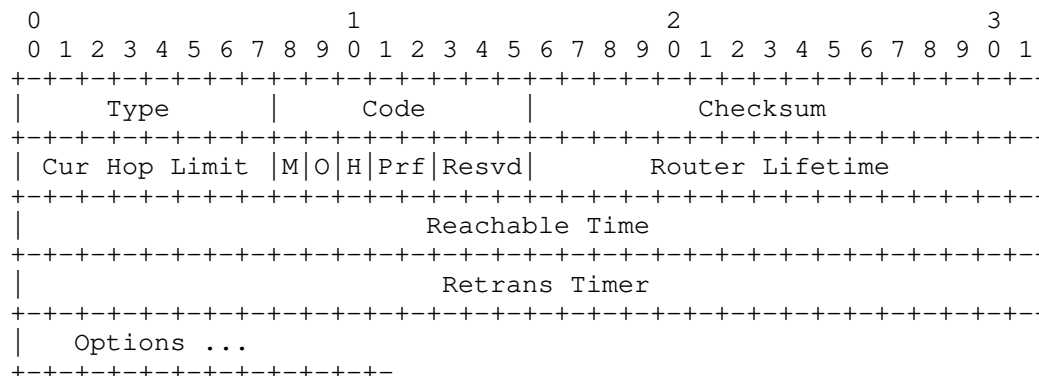 0                   1                   2                   3
 0 1 2 3 4 5 6 7 8 9 0 1 2 3 4 5 6 7 8 9 0 1 2 3 4 5 6 7 8 9 0 1
+-+-+-+-+-+-+-+-+-+-+-+-+-+-+-+-+-+-+-+-+-+-+-+-+-+-+-+-+-+-+-+-+-
|     Type      |     Code      |          Checksum
+-+-+-+-+-+-+-+-+-+-+-+-+-+-+-+-+-+-+-+-+-+-+-+-+-+-+-+-+-+-+-+-+-
| Cur Hop Limit |M|O|H|Prf|Resvd|       Router Lifetime
+-+-+-+-+-+-+-+-+-+-+-+-+-+-+-+-+-+-+-+-+-+-+-+-+-+-+-+-+-+-+-+-+-
|                         Reachable Time
+-+-+-+-+-+-+-+-+-+-+-+-+-+-+-+-+-+-+-+-+-+-+-+-+-+-+-+-+-+-+-+-+-
|                          Retrans Timer
+-+-+-+-+-+-+-+-+-+-+-+-+-+-+-+-+-+-+-+-+-+-+-+-+-+-+-+-+-+-+-+-+-
|   Options ...
+-+-+-+-+-+-+-+-+-+-+-+-